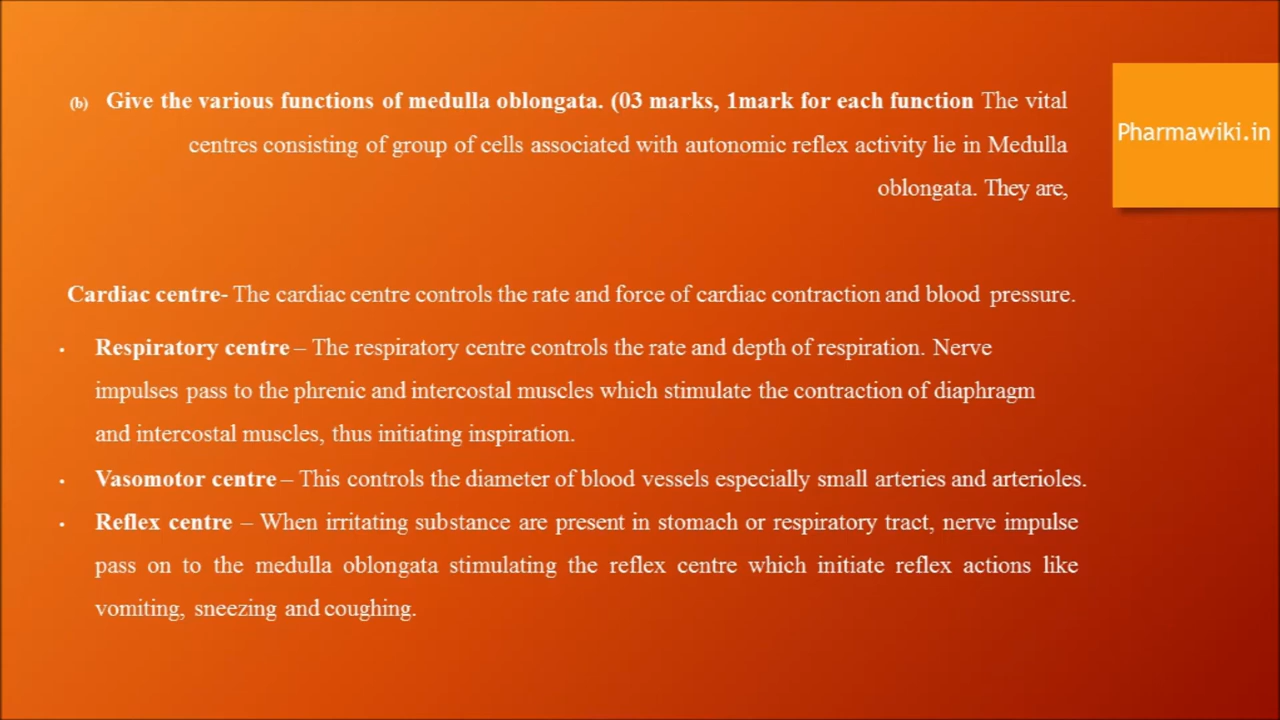 (b) Give the various functions of medulla oblongata. (03 marks, 1mark for each function The vital
centres consisting of group of cells associated with autonomic reflex activity lie in Medulla
oblongata. They are,
Pharmawiki.in
Cardiac centre- The cardiac centre controls the rate and force of cardiac contraction and blood pressure.
• Respiratory centre – The respiratory centre controls the rate and depth of respiration. Nerve
impulses pass to the phrenic and intercostal muscles which stimulate the contraction of diaphragm
and intercostal muscles, thus initiating inspiration.
• Vasomotor centre – This controls the diameter of blood vessels especially small arteries and arterioles.
• Reflex centre – When irritating substance are present in stomach or respiratory tract, nerve impulse
pass on to the medulla oblongata stimulating the reflex centre which initiate reflex actions like
vomiting, sneezing and coughing.